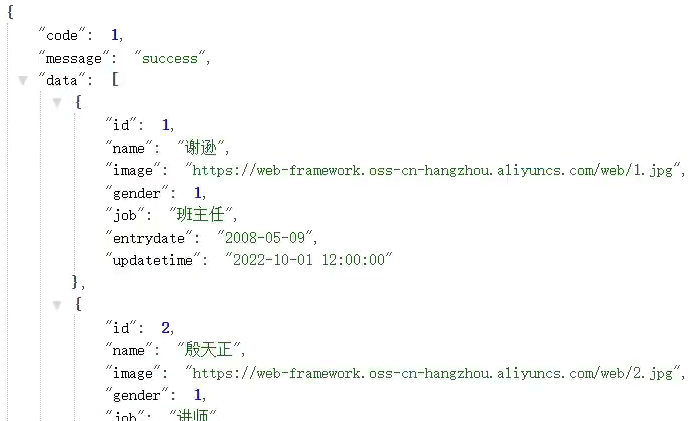 {
"code": 1,
"message": "success",
"data": [
{
"id": 1,
"name": "谢逊",
"image": "https://web-framework.oss-cn-hangzhou.aliyuncs.com/web/1.jpg",
"gender": 1,
"job": "班主任",
"entrydate": "2008-05-09",
"updatetime": "2022-10-01 12:00:00"
},
{
"id": 2,
"name": "殷天正",
"image": "https://web-framework.oss-cn-hangzhou.aliyuncs.com/web/2.jpg",
"gender": 1,
"job": "讲师"